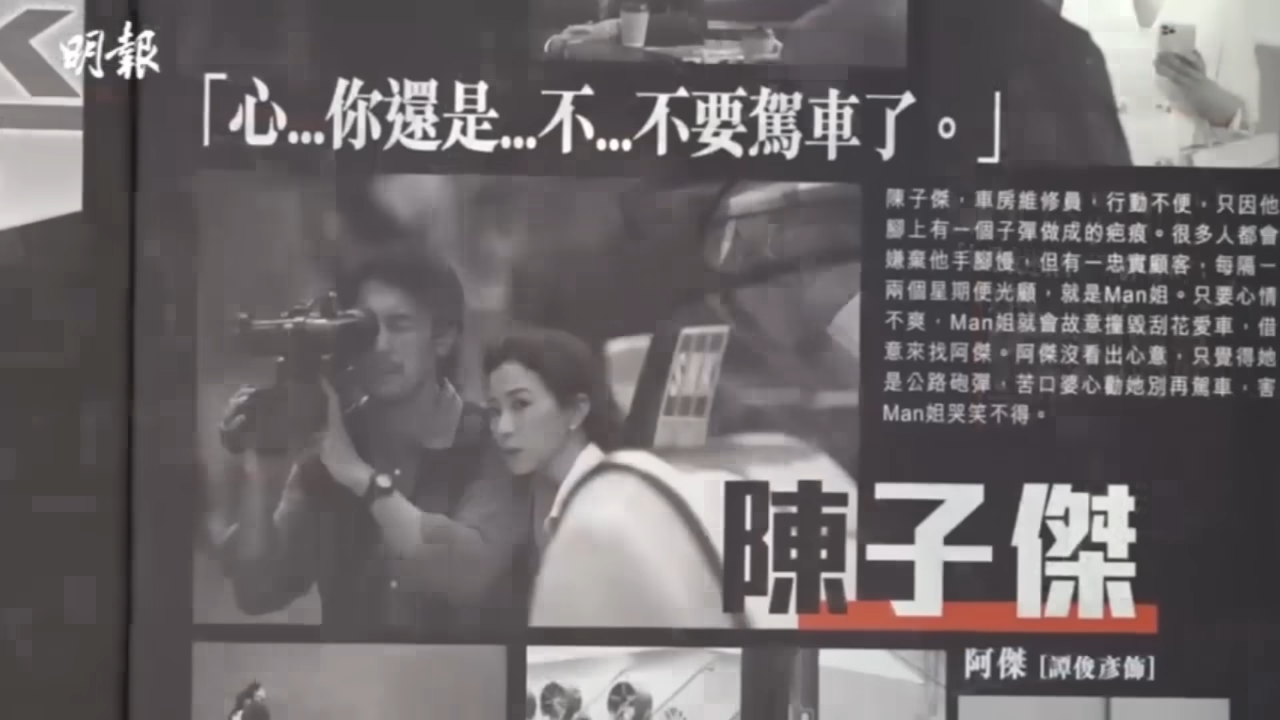 明報
「心...你還是...不...不要駕車了。」
陳子傑，車房維修員，行動不便，只因他
腳上有一個子彈做成的疤痕。很多人都會
嫌棄他手腳慢，但有一忠實顧客，每隔一
兩個星期便光顧，就是Man姐。只要心情
不爽，Man姐就會故意撞毀刮花愛車，借
意來找阿傑。阿傑沒看出心意，只覺得她
是公路砲彈，苦口婆心勸她別再駕車，害
Man姐哭笑不得。
陳子傑
阿傑 [譚俊彥飾]